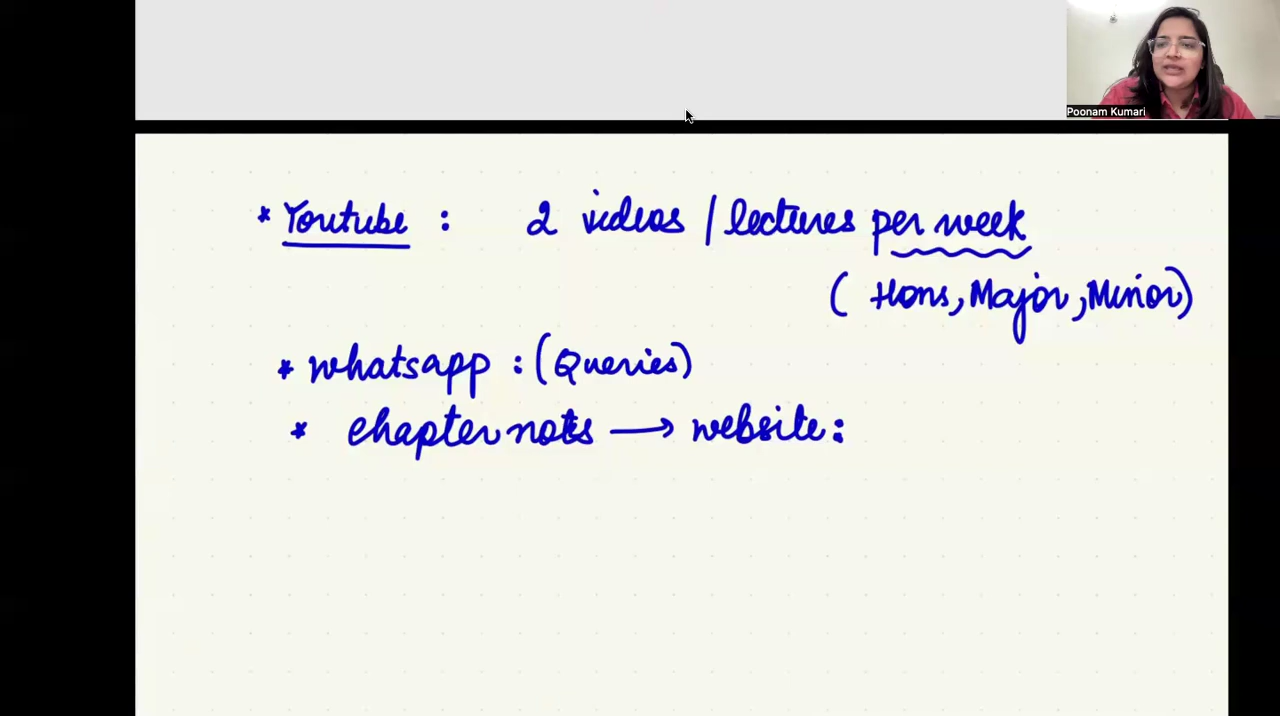 Poonam Kumari
* Youtube : 2 videos / lectures per week
( Hons, Major, Minor)
* whatsapp : (Queries)
* chapter notes → website: